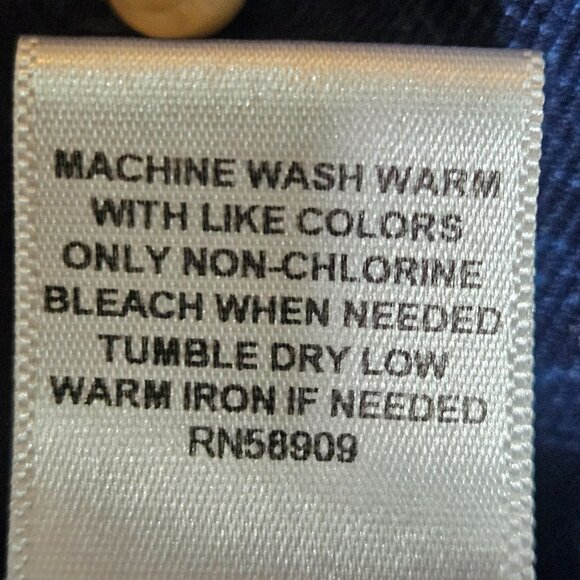 MACHINE WASH WARM
WITH LIKE COLORS
ONLY NON-CHLORINE
BLEACH WHEN NEEDED
TUMBLE DRY LOW
WARM IRON IF NEEDED
RN58909